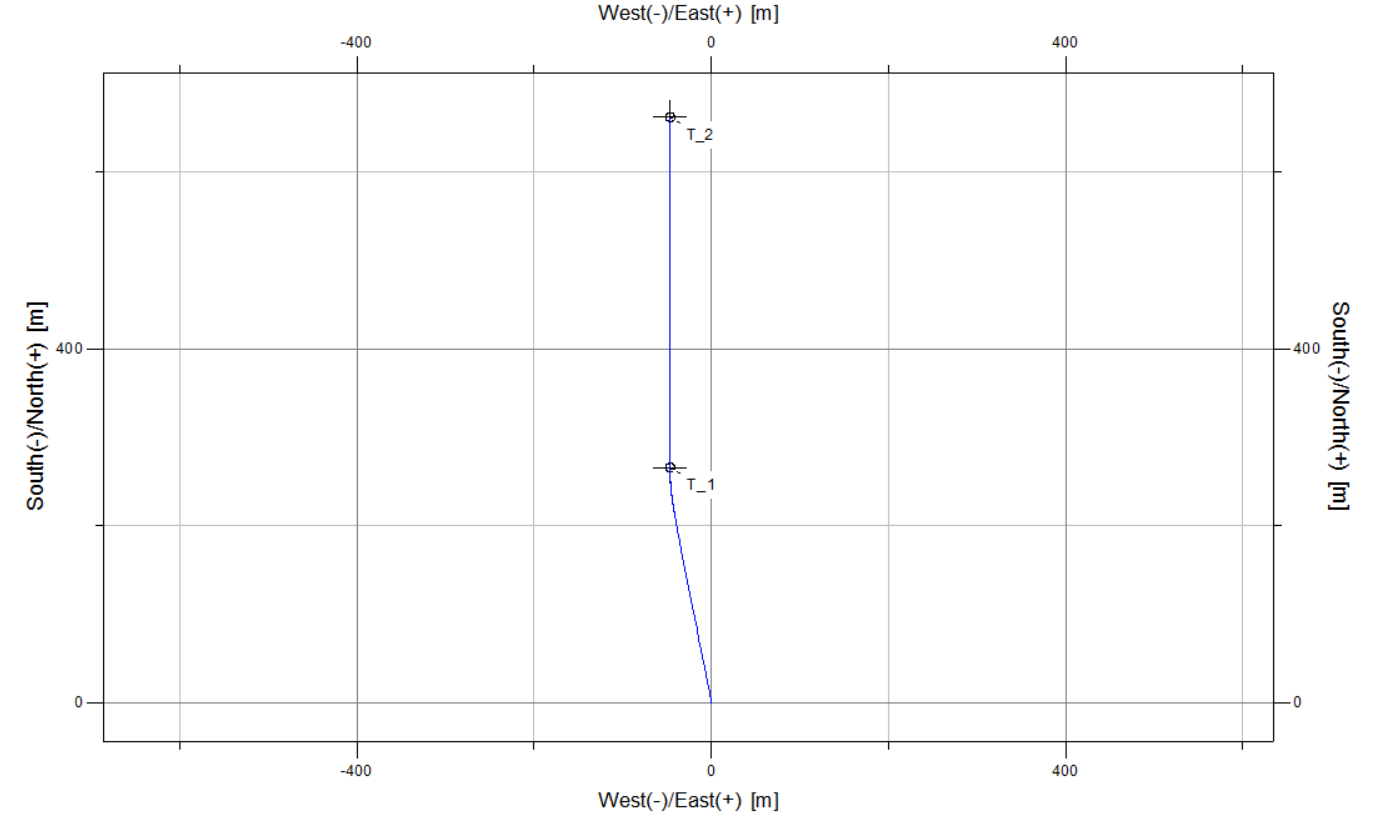 West(-)/East(+) [m]
-400 0 400
T_2
South(-)/North(+) [m]
400 400
South(-)/North(+) [m]
T_1
0 0
-400 0 400
West(-)/East(+) [m]